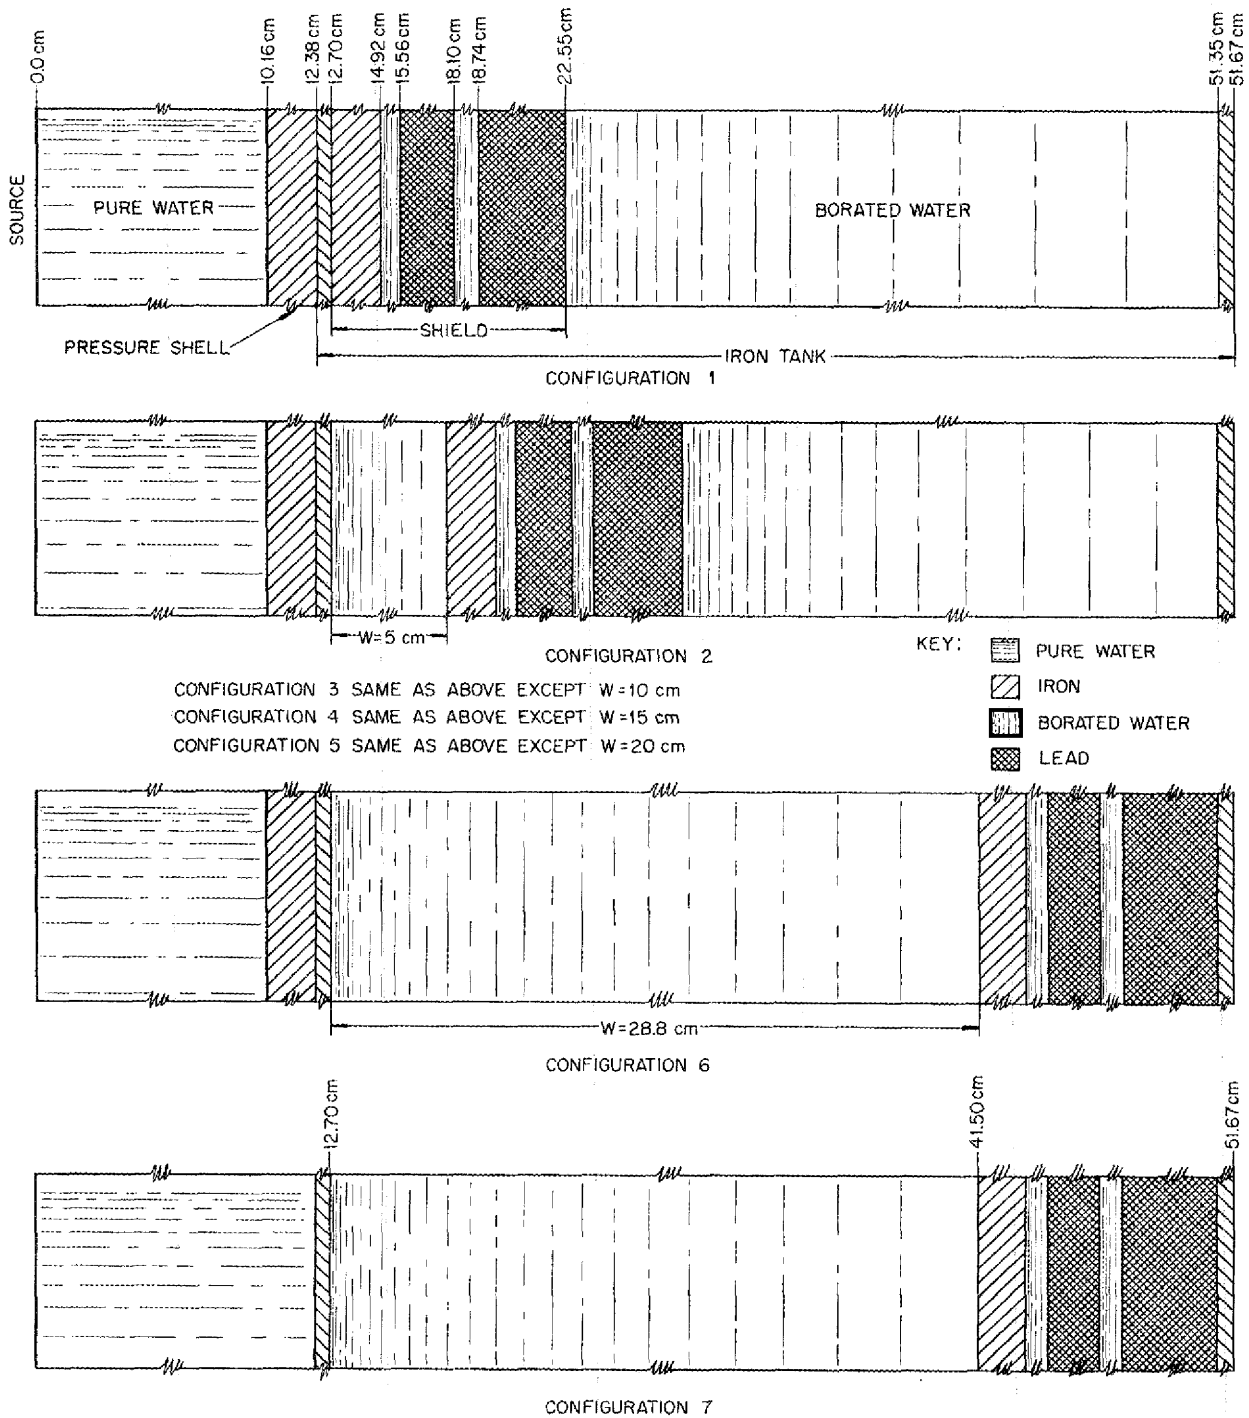 0.0 cm
10.16 cm
12.38 cm
12.70 cm
14.92 cm
15.56 cm
18.10 cm
18.74 cm
22.55 cm
51.35 cm
51.67 cm
SOURCE
PURE WATER
BORATED WATER
PRESSURE SHELL
SHIELD
IRON TANK
CONFIGURATION 1
W=5 cm
CONFIGURATION 2
KEY:
PURE WATER
IRON
BORATED WATER
LEAD
CONFIGURATION 3 SAME AS ABOVE EXCEPT W=10 cm
CONFIGURATION 4 SAME AS ABOVE EXCEPT W=15 cm
CONFIGURATION 5 SAME AS ABOVE EXCEPT W=20 cm
W=28.8 cm
CONFIGURATION 6
12.70 cm
41.50 cm
51.67 cm
CONFIGURATION 7